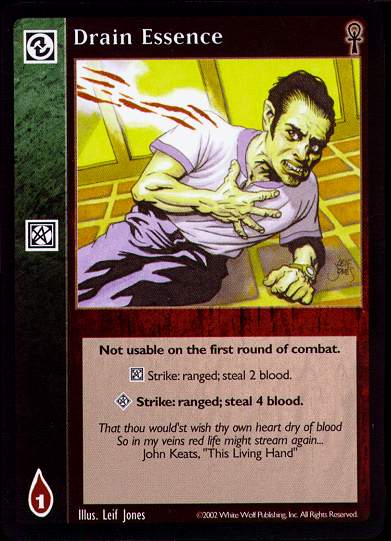 Drain Essence
LEIF
JONES
Not usable on the first round of combat.
Strike: ranged; steal 2 blood.
Strike: ranged; steal 4 blood.
That thou would'st wish thy own heart dry of blood
So in my veins red life might stream again...
John Keats, "This Living Hand"
1
Illus. Leif Jones
©2002 White Wolf Publishing, Inc. All Rights Reserved.